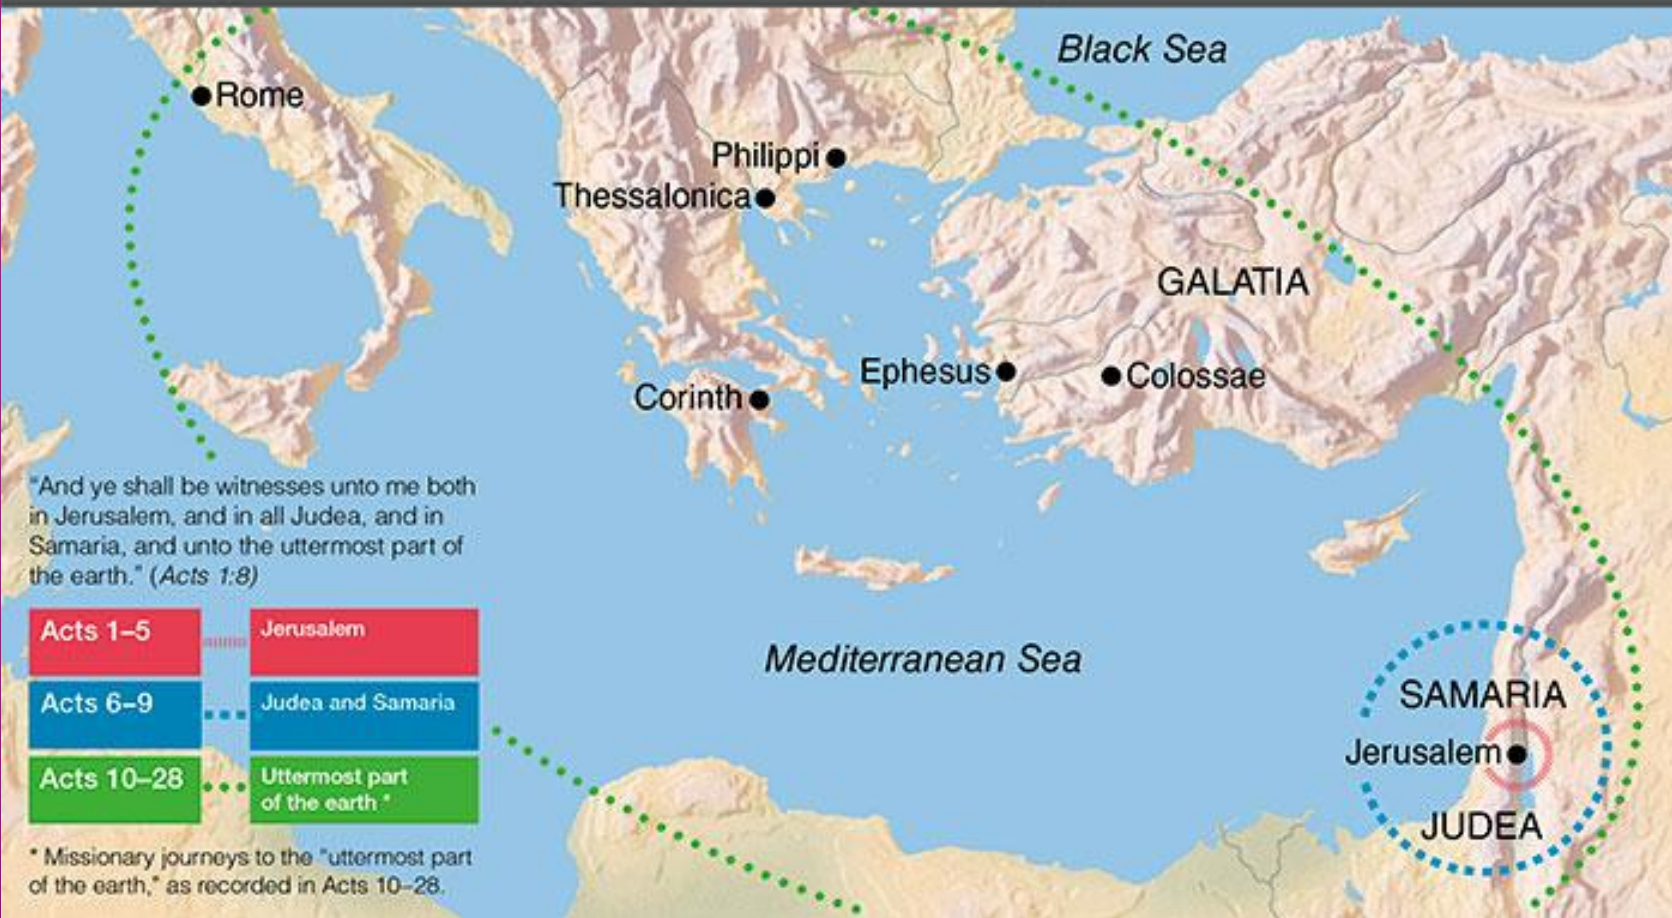 Black Sea
Rome
Philippi
Thessalonica
GALATIA
Ephesus
Colossae
Corinth
"And ye shall be witnesses unto me both
in Jerusalem, and in all Judea, and in
Samaria, and unto the uttermost part of
the earth." (Acts 1:8)
Acts 1–5
Jerusalem
Acts 6–9
Judea and Samaria
Acts 10–28
Uttermost part
of the earth *
* Missionary journeys to the "uttermost part
of the earth," as recorded in Acts 10–28.
Mediterranean Sea
SAMARIA
Jerusalem
JUDEA